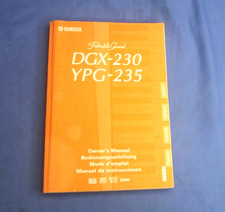 YAMAHA
Portable Grand
DGX-230
YPG-235
Owner's Manual
Bedienungsanleitung
Mode d'emploi
Manual de instrucciones